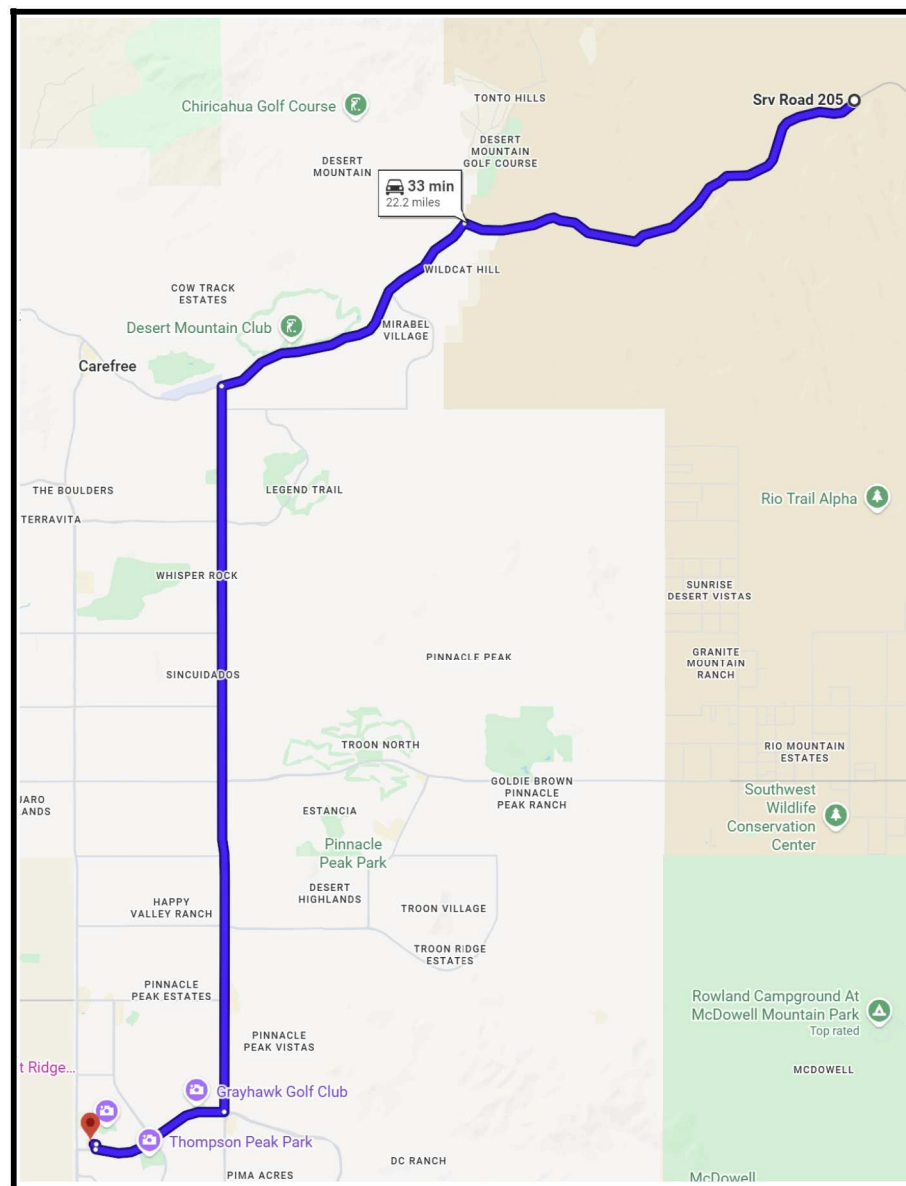 Chiricahua Golf Course
TONTO HILLS
Srv Road 205
DESERT
MOUNTAIN
GOLF COURSE
DESERT
MOUNTAIN
33 min
22.2 miles
WILDCAT HILL
COW TRACK
ESTATES
Desert Mountain Club
MIRABEL
VILLAGE
Carefree
THE BOULDERS
LEGEND TRAIL
Rio Trail Alpha
TERRAVITA
WHISPER ROCK
SUNRISE
DESERT VISTAS
PINNACLE PEAK
GRANITE
MOUNTAIN
RANCH
SINCUIDADOS
TROON NORTH
RIO MOUNTAIN
ESTATES
GOLDIE BROWN
PINNACLE
PEAK RANCH
JARO
ANDS
ESTANCIA
Southwest
Wildlife
Conservation
Center
Pinnacle
Peak Park
DESERT
HIGHLANDS
HAPPY
VALLEY RANCH
TROON VILLAGE
TROON RIDGE
ESTATES
PINNACLE
PEAK ESTATES
Rowland Campground At
McDowell Mountain Park
Top rated
PINNACLE
PEAK VISTAS
t Ridge...
MCDOWELL
Grayhawk Golf Club
Thompson Peak Park
DC RANCH
PIMA ACRES
McDowell